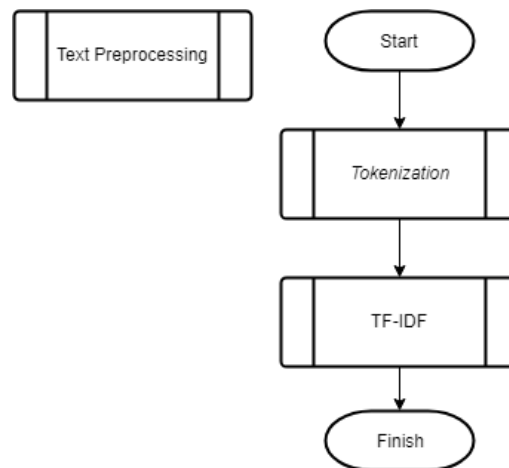 Text Preprocessing
Start
Tokenization
TF-IDF
Finish